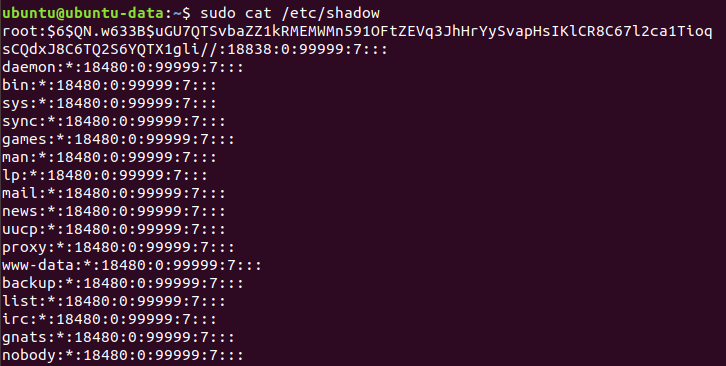 ubuntu@ubuntu-data:~$ sudo cat /etc/shadow
root:$6$QN.w633B$uGU7QTSvbaZZ1kRMEMWMn591OFtZEVq3JhHrYySvapHsIKlCR8C67l2ca1Tioq
sCQdxJ8C6TQ2S6YQTX1gli//:18838:0:99999:7:::
daemon:*:18480:0:99999:7:::
bin:*:18480:0:99999:7:::
sys:*:18480:0:99999:7:::
sync:*:18480:0:99999:7:::
games:*:18480:0:99999:7:::
man:*:18480:0:99999:7:::
lp:*:18480:0:99999:7:::
mail:*:18480:0:99999:7:::
news:*:18480:0:99999:7:::
uucp:*:18480:0:99999:7:::
proxy:*:18480:0:99999:7:::
www-data:*:18480:0:99999:7:::
backup:*:18480:0:99999:7:::
list:*:18480:0:99999:7:::
irc:*:18480:0:99999:7:::
gnats:*:18480:0:99999:7:::
nobody:*:18480:0:99999:7:::